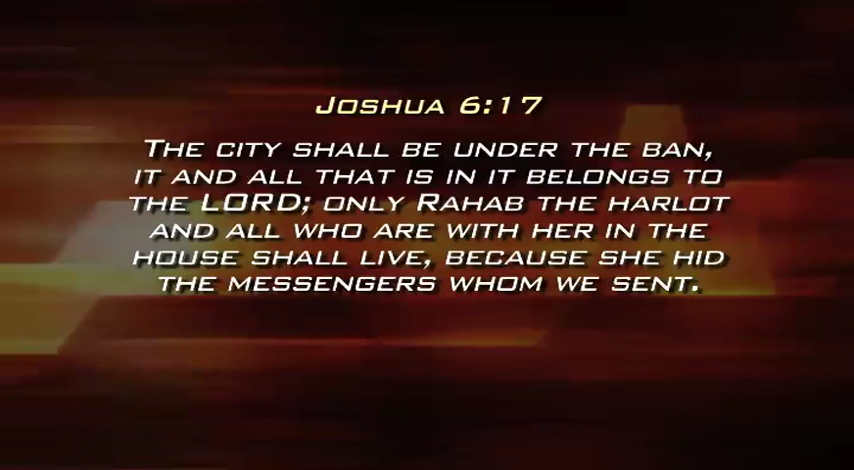 Joshua 6:17
The city shall be under the ban,
it and all that is in it belongs to
the LORD; only Rahab the harlot
and all who are with her in the
house shall live, because she hid
the messengers whom we sent.